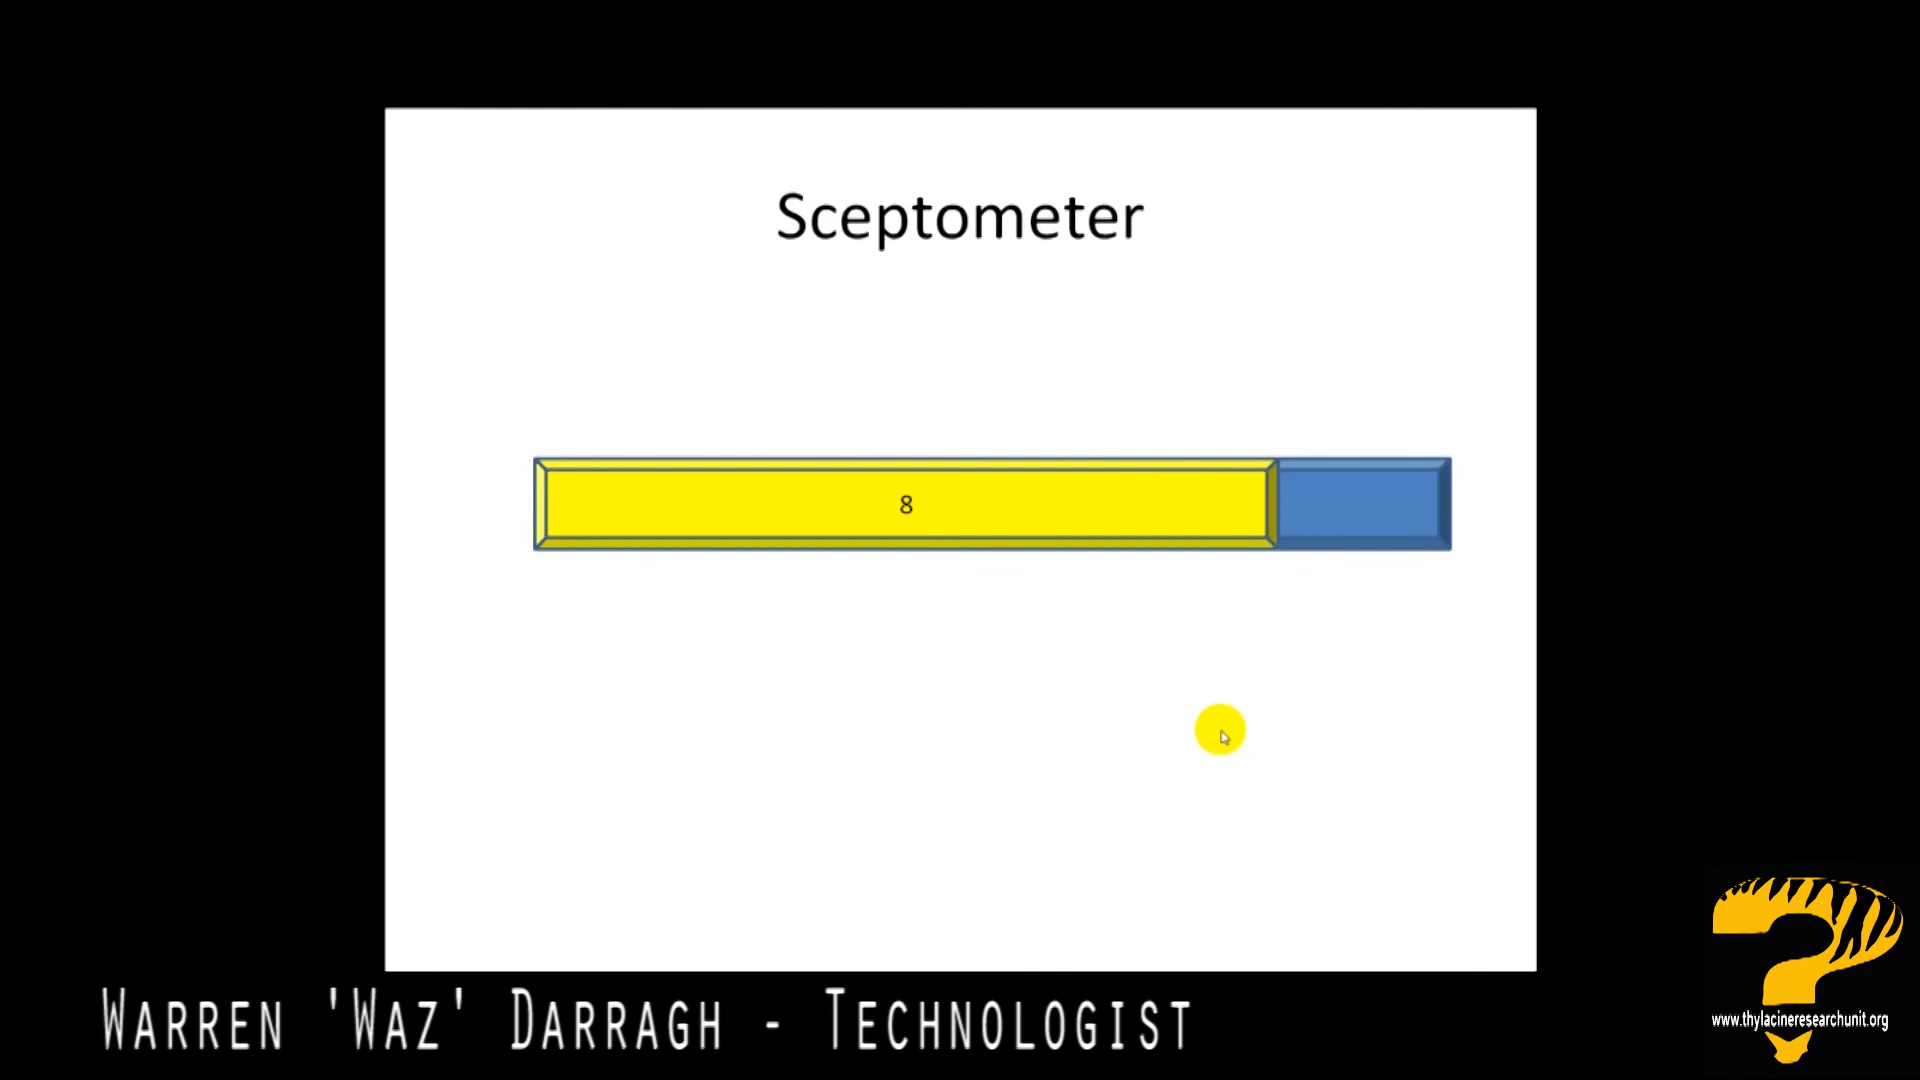 Sceptometer
8
WARREN 'WAZ' DARRAGH - TECHNOLOGIST
www.thylacineresearchunit.org